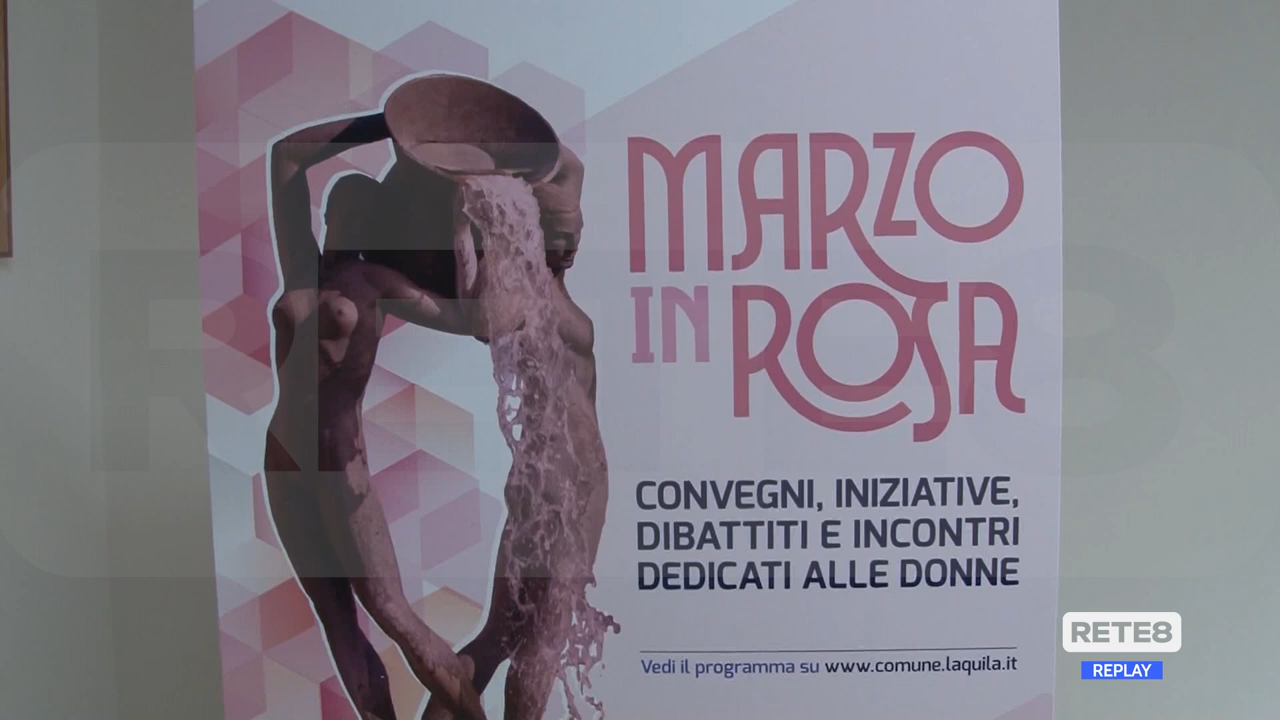 MARZO
IN ROSA
CONVEGNI, INIZIATIVE,
DIBATTITI E INCONTRI
DEDICATI ALLE DONNE
Vedi il programma su www.comune.laquila.it
RETE8
RETE8
REPLAY